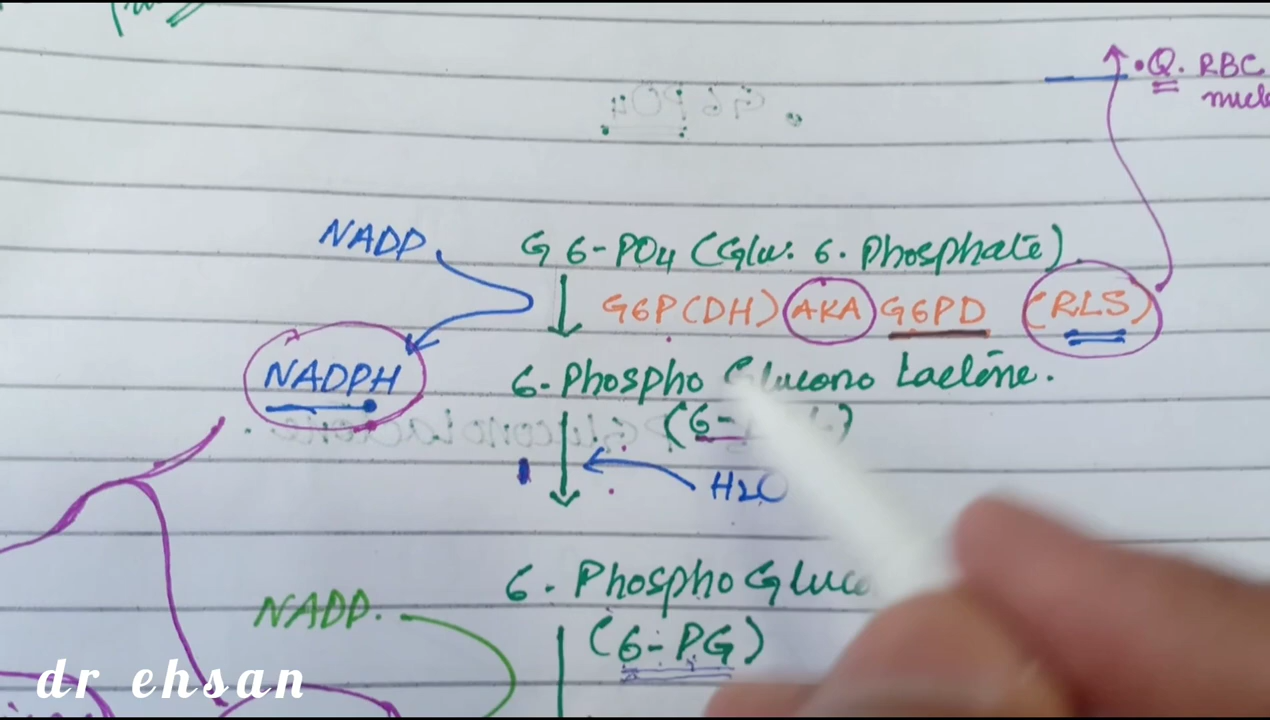 • Q. RBC
G 6-PO4 (Glu. 6. Phosphate)
NADP
G6P(DH) AKA G6PD (RLS)
NADPH
6-Phospho Glucono Lactone.
(6-
H2O
6. Phospho Gluco
NADP.
(6-PG)
dr ehsan